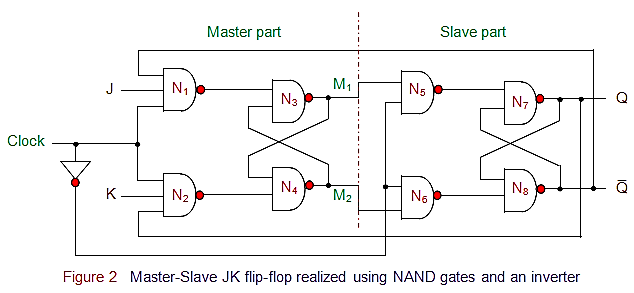 Master part Slave part
J N₁ N₃ M₁ N₅ N₇ Q
Clock
K N₂ N₄ M₂ N₆ N₈ Q̅
Figure 2 Master-Slave JK flip-flop realized using NAND gates and an inverter